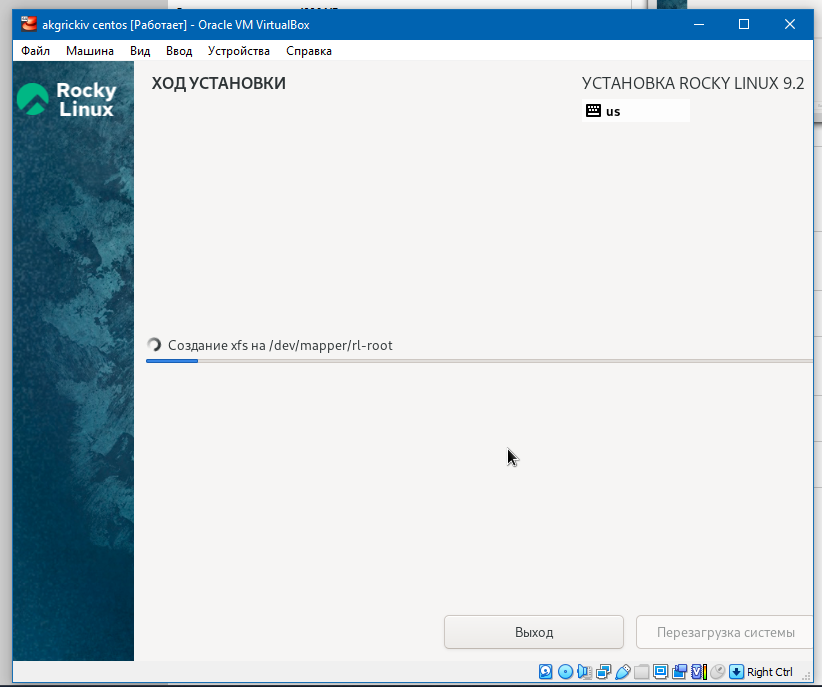 akgrickiv centos [Работает] - Oracle VM VirtualBox
Файл Машина Вид Ввод Устройства Справка
Rocky
Linux
ХОД УСТАНОВКИ
УСТАНОВКА ROCKY LINUX 9.2
us
Создание xfs на /dev/mapper/rl-root
Выход
Перезагрузка системы
Right Ctrl